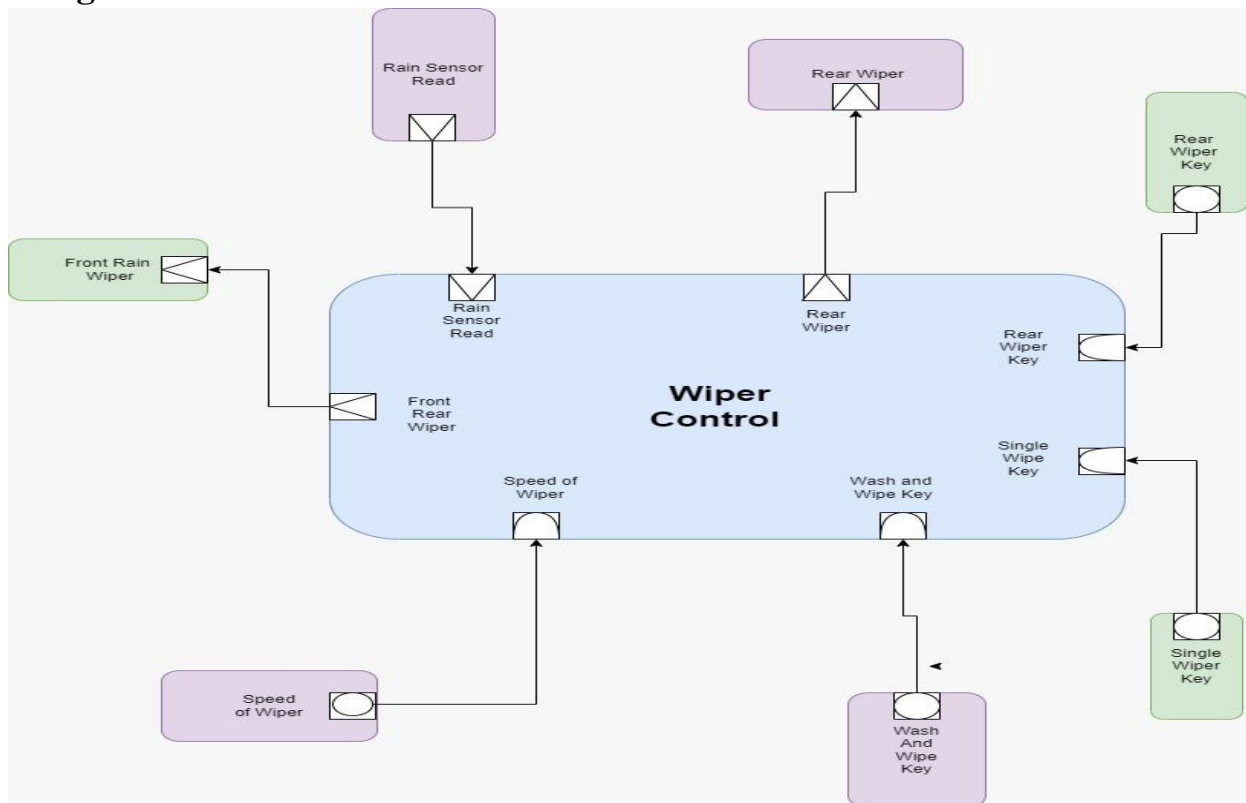 Rain Sensor
Read
Rear Wiper
Rear
Wiper
Key
Front Rain
Wiper
Rain
Sensor
Read
Rear
Wiper
Rear
Wiper
Key
Wiper
Control
Front
Rear
Wiper
Single
Wipe
Key
Speed of
Wiper
Wash and
Wipe Key
Speed
of Wiper
Wash
And
Wipe
Key
Single
Wiper
Key